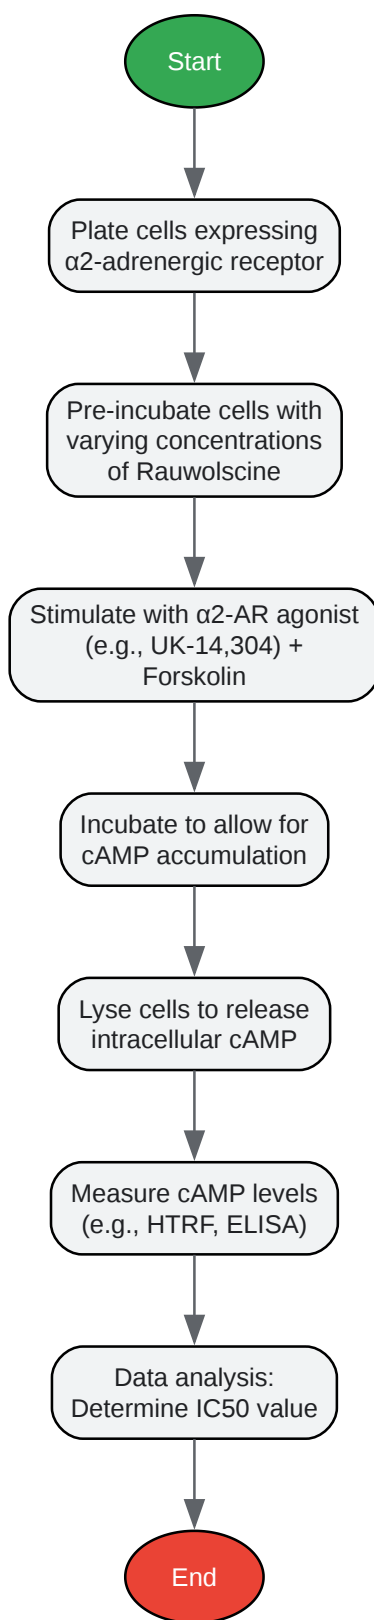 Start
Plate cells expressing
α2-adrenergic receptor
Pre-incubate cells with
varying concentrations
of Rauwolscine
Stimulate with α2-AR agonist
(e.g., UK-14,304) +
Forskolin
Incubate to allow for
cAMP accumulation
Lyse cells to release
intracellular cAMP
Measure cAMP levels
(e.g., HTRF, ELISA)
Data analysis:
Determine IC50 value
End